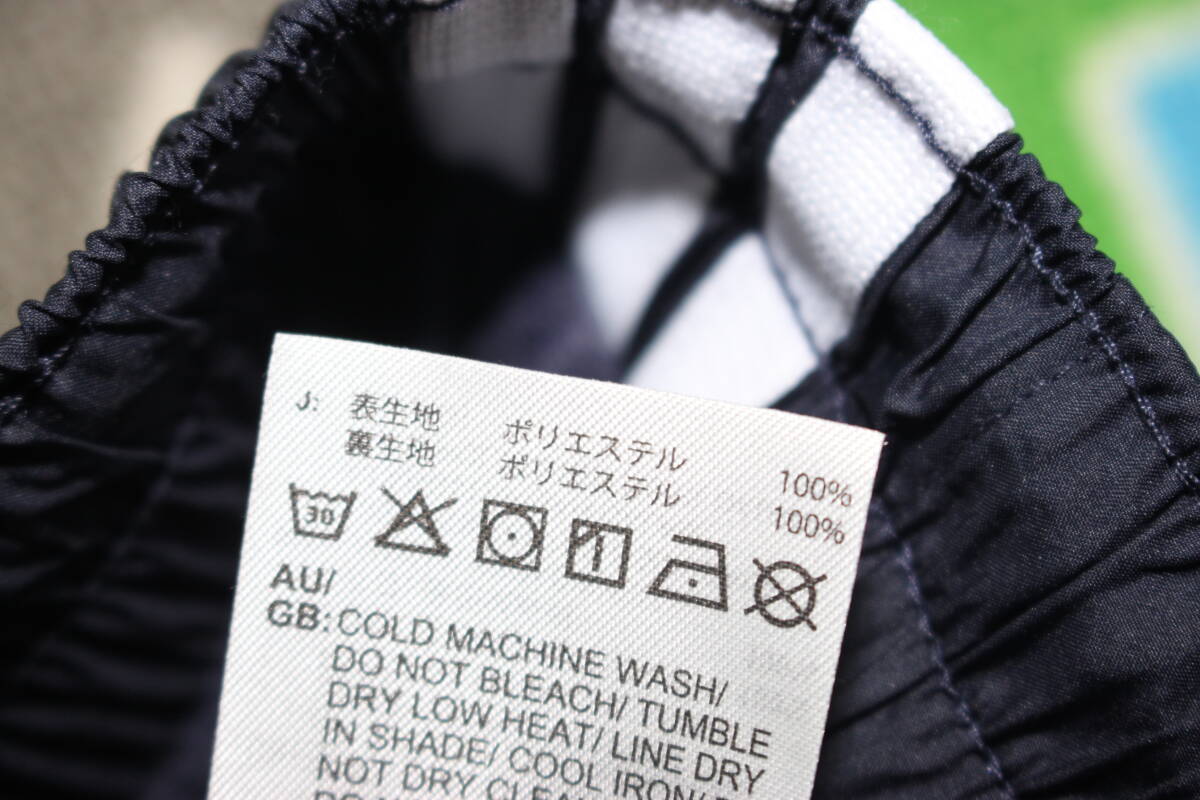 J: 表生地 ポリエステル 100%
裏生地 ポリエステル 100%
30
AU/
GB: COLD MACHINE WASH/
DO NOT BLEACH/ TUMBLE
DRY LOW HEAT/ LINE DRY
IN SHADE/ COOL IRON/
NOT DRY